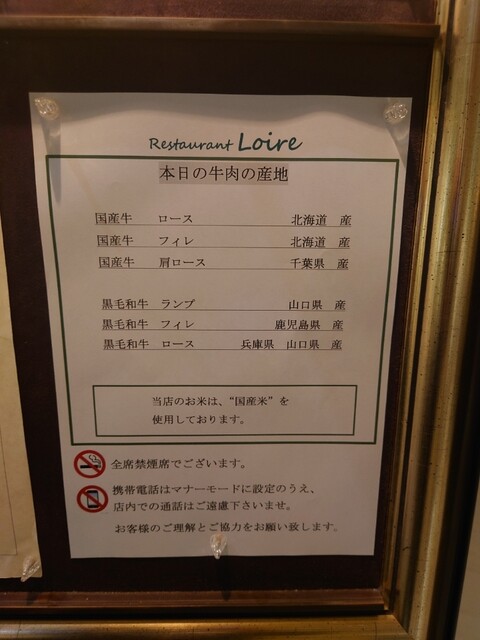 Restaurant Loire
本日の牛肉の産地
国産牛 ロース 北海道 産
国産牛 フィレ 北海道 産
国産牛 肩ロース 千葉県 産
黒毛和牛 ランプ 山口県 産
黒毛和牛 フィレ 鹿児島県 産
黒毛和牛 ロース 兵庫県 山口県 産
当店のお米は、“国産米”を
使用しております。
全席禁煙席でございます。
携帯電話はマナーモードに設定のうえ、
店内での通話はご遠慮下さいませ。
お客様のご理解とご協力をお願い致します。